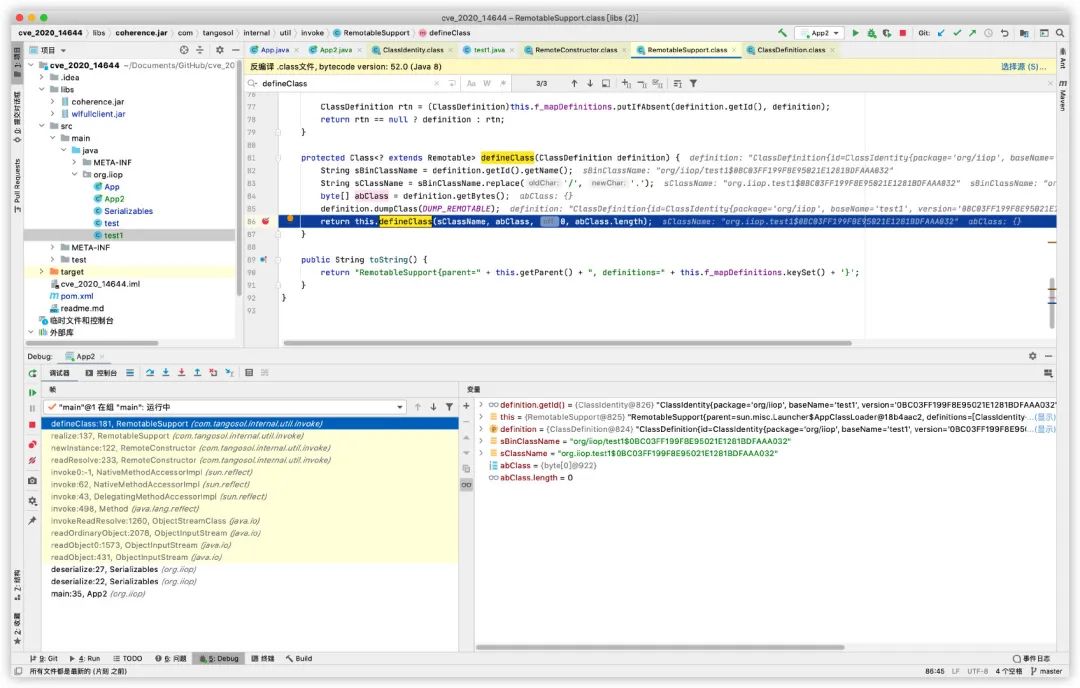 cve_2020_14644 – RemotableSupport.class [libs (2)]
cve_2020_14644 libs coherence.jar com tangosol internal util invoke RemotableSupport defineClass App2 Git:
项目 App.java App2.java ClassIdentity.class test1.java RemoteConstructor.class RemotableSupport.class ClassDefinition.class
cve_2020_14644 ~/Documents/GitHub/cve_20
.idea
libs
coherence.jar
wlfullclient.jar
src
main
java
META-INF
org.iiop
App
App2
Serializables
test
test1
META-INF
test
target
cve_2020_14644.iml
pom.xml
readme.md
临时文件和控制台
外部库
反编译 .class文件, bytecode version: 52.0 (Java 8) 选择源 (5)...
defineClass Aa W 3/3
76
77 ClassDefinition rtn = (ClassDefinition)this.f_mapDefinitions.putIfAbsent(definition.getId(), definition);
78 return rtn == null ? definition : rtn;
79 }
80
81 protected Class<? extends Remotable> defineClass(ClassDefinition definition) { definition: "ClassDefinition{id=ClassIdentity{package='org/iiop', baseName=
82 String sBinClassName = definition.getId().getName(); sBinClassName: "org/iiop/test1$0BC03FF199F8E95021E1281BDFAAA032"
83 String sClassName = sBinClassName.replace( oldChar: '/', newChar: '.'); sClassName: "org.iiop.test1$0BC03FF199F8E95021E1281BDFAAA032" sBinClassName: "or
84 byte[] abClass = definition.getBytes(); abClass: {}
85 definition.dumpClass(DUMP_REMOTABLE); definition: "ClassDefinition{id=ClassIdentity{package='org/iiop', baseName='test1', version='0BC03FF199F8E95021E1
86 return this.defineClass(sClassName, abClass, 0, abClass.length); sClassName: "org.iiop.test1$0BC03FF199F8E95021E1281BDFAAA032" abClass: {}
87 }
88
89 public String toString() {
90 return "RemotableSupport{parent=" + this.getParent() + ", definitions=" + this.f_mapDefinitions.keySet() + '}';
91 }
92 }
93
Ant
Maven
Pull Requests
Debug: App2
调试器 控制台
帧
"main"@1 在组 "main": 运行中
defineClass:181, RemotableSupport (com.tangosol.internal.util.invoke)
realize:137, RemotableSupport (com.tangosol.internal.util.invoke)
newInstance:122, RemoteConstructor (com.tangosol.internal.util.invoke)
readResolve:233, RemoteConstructor (com.tangosol.internal.util.invoke)
invoke0:-1, NativeMethodAccessorImpl (sun.reflect)
invoke:62, NativeMethodAccessorImpl (sun.reflect)
invoke:43, DelegatingMethodAccessorImpl (sun.reflect)
invoke:498, Method (java.lang.reflect)
invokeReadResolve:1260, ObjectStreamClass (java.io)
readOrdinaryObject:2078, ObjectInputStream (java.io)
readObject0:1573, ObjectInputStream (java.io)
readObject:431, ObjectInputStream (java.io)
deserialize:27, Serializables (org.iiop)
deserialize:22, Serializables (org.iiop)
main:35, App2 (org.iiop)
变量
definition.getId() = {ClassIdentity@826} "ClassIdentity{package='org/iiop', baseName='test1', version='0BC03FF199F8E95021E1281BDFAAA032'
this = {RemotableSupport@825} "RemotableSupport{parent=sun.misc.Launcher$AppClassLoader@18b4aac2, definitions=[ClassIden...(显示)
definition = {ClassDefinition@824} "ClassDefinition{id=ClassIdentity{package='org/iiop', baseName='test1', version='0BC03FF199F8E95...(显示)
sBinClassName = "org/iiop/test1$0BC03FF199F8E95021E1281BDFAAA032"
sClassName = "org.iiop.test1$0BC03FF199F8E95021E1281BDFAAA032"
abClass = {byte[0]@922}
abClass.length = 0
Z: 结构
2: 收藏
9: Git 4: Run TODO 6: 问题 5: Debug 终端 Build 事件日志
所有文件都是最新的 (片刻 之前) 86:45 LF UTF-8 4 个空格 master